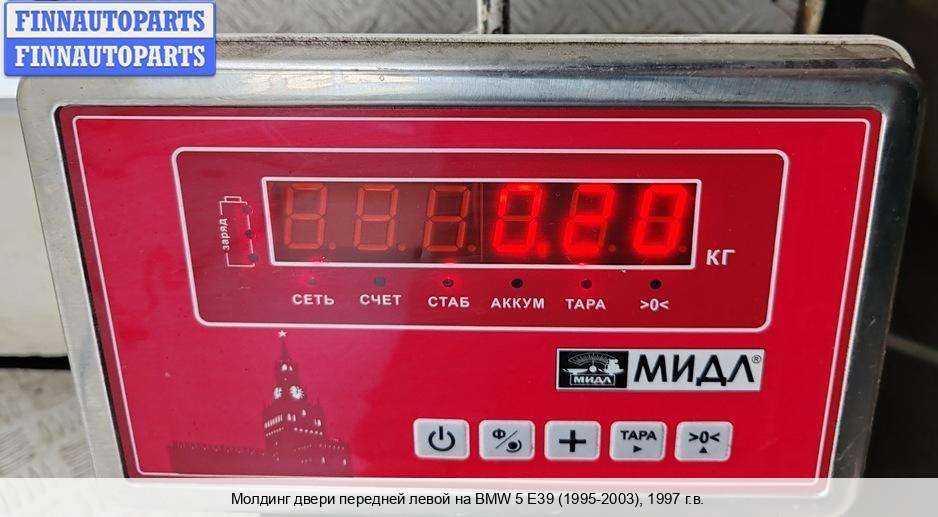 FINNAUTOPARTS
FINNAUTOPARTS
0.20
заряд
КГ
СЕТЬ СЧЕТ СТАБ АККУМ ТАРА >0<
МИДЛ МИДЛ®
Ф/ + ТАРА >0<
Молдинг двери передней левой на BMW 5 E39 (1995-2003), 1997 г.в.